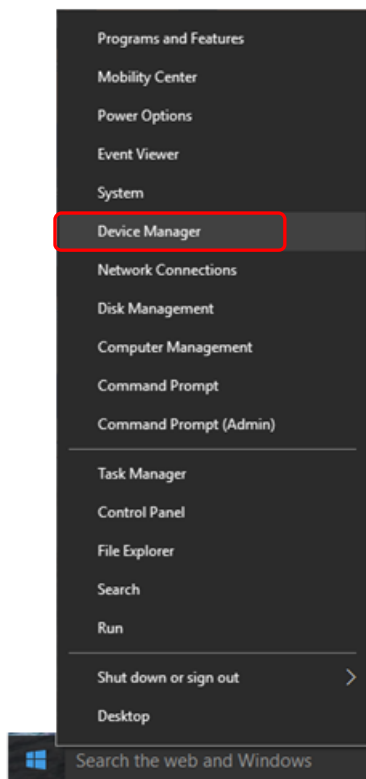 Programs and Features
Mobility Center
Power Options
Event Viewer
System
Device Manager
Network Connections
Disk Management
Computer Management
Command Prompt
Command Prompt (Admin)
Task Manager
Control Panel
File Explorer
Search
Run
Shut down or sign out
Desktop
Search the web and Windows